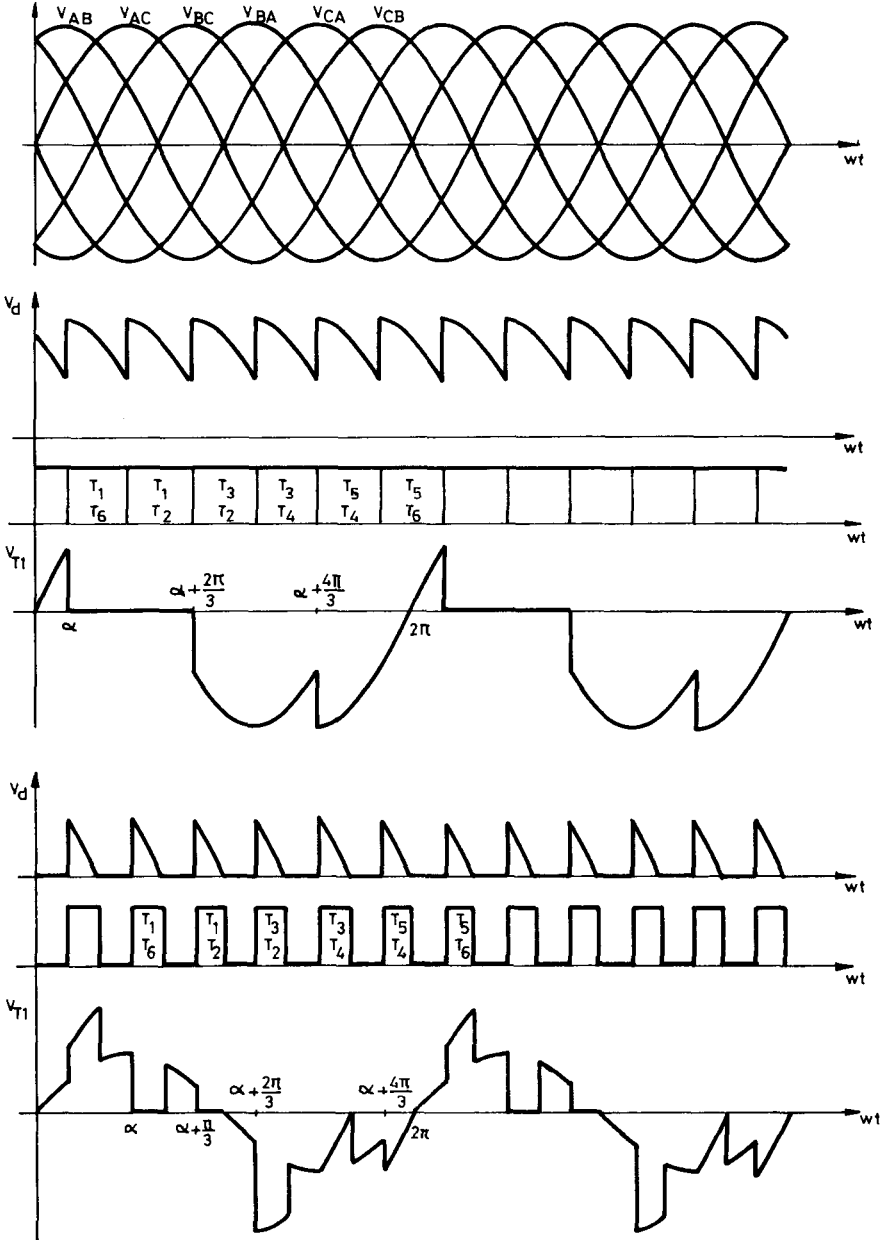 V_AB V_AC V_BC V_BA V_CA V_CB
wt
V_d
wt
T_1 T_1 T_3 T_3 T_5 T_5
T_6 T_2 T_2 T_4 T_4 T_6
wt
V_T1
α + 2π/3 α + 4π/3
α 2π wt
V_d
wt
T_1 T_1 T_3 T_3 T_5 T_5
T_6 T_2 T_2 T_4 T_4 T_6
wt
V_T1
α + 2π/3 α + 4π/3
α α + π/3 2π wt